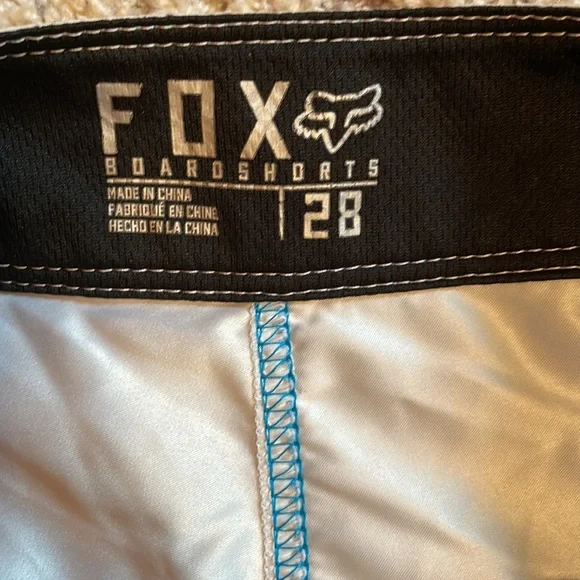 FOX
BOARDSHORTS
MADE IN CHINA
FABRIQUÉ EN CHINE
HECHO EN LA CHINA
28